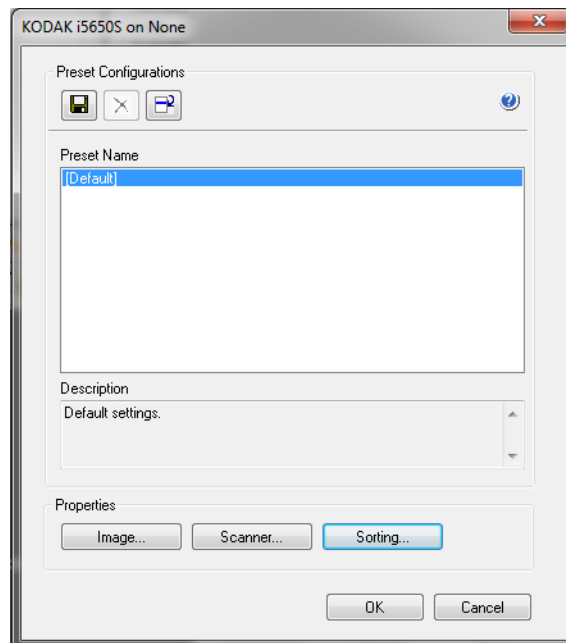 KODAK i5650S on None
Preset Configurations
Preset Name
[Default]
Description
Default settings.
Properties
Image... Scanner... Sorting...
OK Cancel